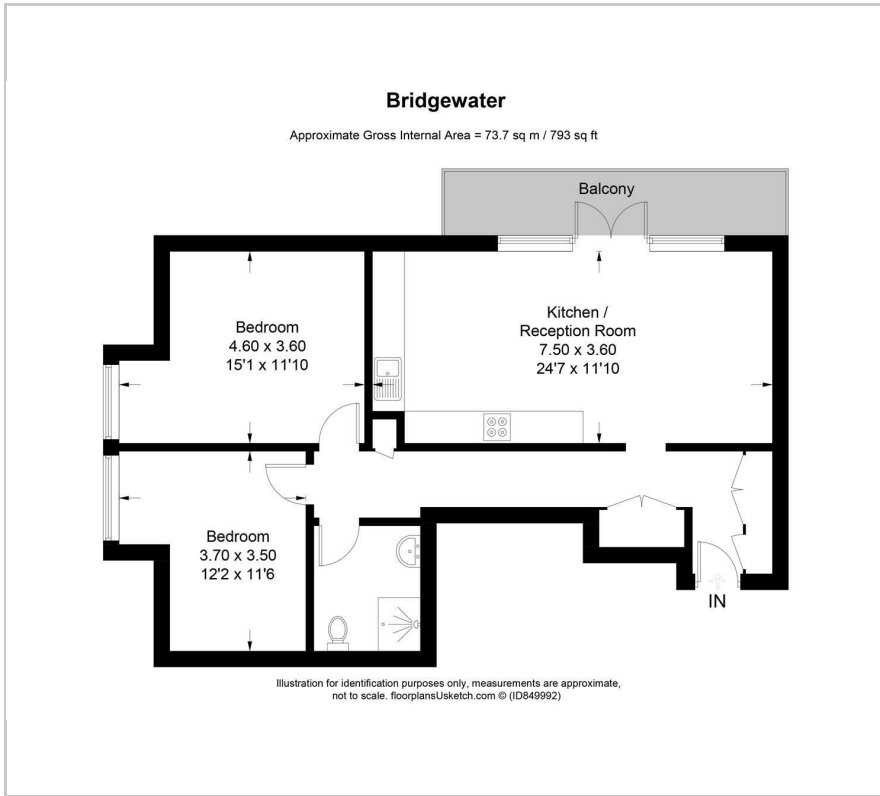 Bridgewater
Approximate Gross Internal Area = 73.7 sq m / 793 sq ft
Balcony
Bedroom
4.60 x 3.60
15'1 x 11'10
Kitchen /
Reception Room
7.50 x 3.60
24'7 x 11'10
Bedroom
3.70 x 3.50
12'2 x 11'6
IN
Illustration for identification purposes only, measurements are approximate,
not to scale. floorplansUsketch.com © (ID849992)